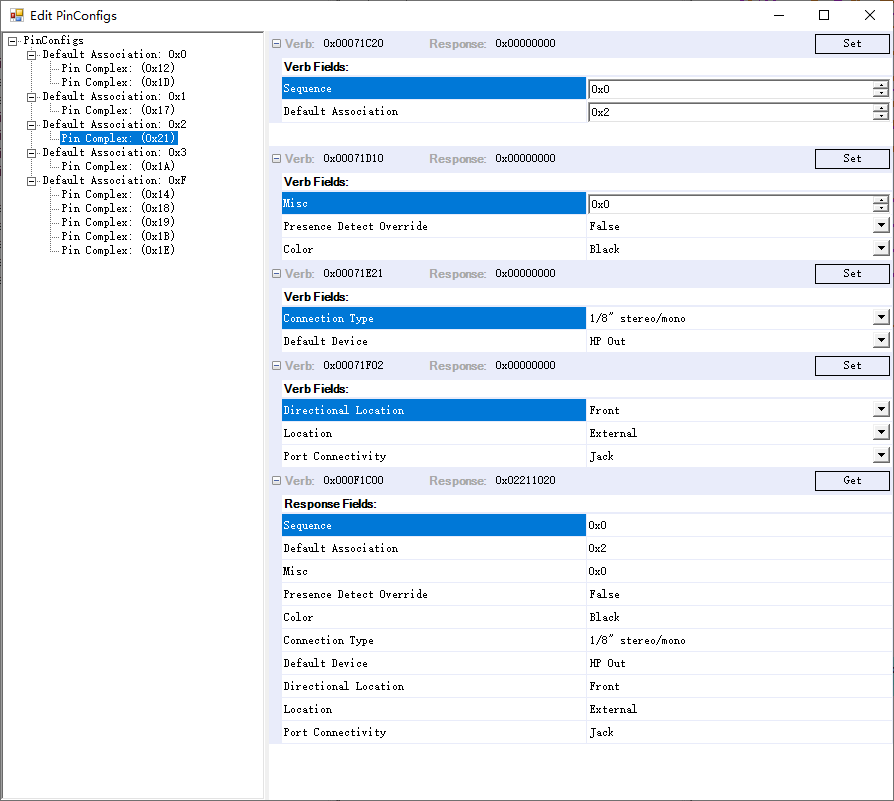 Edit PinConfigs
PinConfigs
Default Association: 0x0
Pin Complex: (0x12)
Pin Complex: (0x1D)
Default Association: 0x1
Pin Complex: (0x17)
Default Association: 0x2
Pin Complex: (0x21)
Default Association: 0x3
Pin Complex: (0x1A)
Default Association: 0xF
Pin Complex: (0x14)
Pin Complex: (0x18)
Pin Complex: (0x19)
Pin Complex: (0x1B)
Pin Complex: (0x1E)
Verb: 0x00071C20 Response: 0x00000000 Set
Verb Fields:
Sequence 0x0
Default Association 0x2
Verb: 0x00071D10 Response: 0x00000000 Set
Verb Fields:
Misc 0x0
Presence Detect Override False
Color Black
Verb: 0x00071E21 Response: 0x00000000 Set
Verb Fields:
Connection Type 1/8" stereo/mono
Default Device HP Out
Verb: 0x00071F02 Response: 0x00000000 Set
Verb Fields:
Directional Location Front
Location External
Port Connectivity Jack
Verb: 0x000F1C00 Response: 0x02211020 Get
Response Fields:
Sequence 0x0
Default Association 0x2
Misc 0x0
Presence Detect Override False
Color Black
Connection Type 1/8" stereo/mono
Default Device HP Out
Directional Location Front
Location External
Port Connectivity Jack